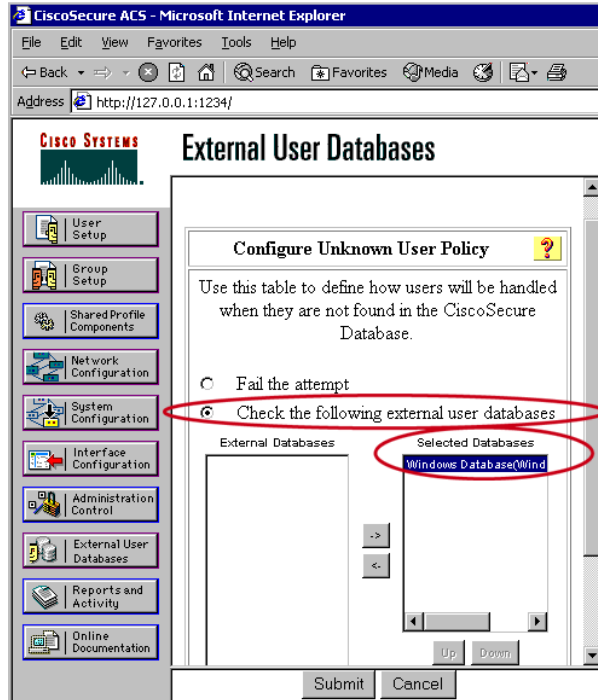 CiscoSecure ACS - Microsoft Internet Explorer
File Edit View Favorites Tools Help
Back Search Favorites Media
Address http://127.0.0.1:1234/
CISCO SYSTEMS
External User Databases
User Setup
Group Setup
Shared Profile Components
Network Configuration
System Configuration
Interface Configuration
Administration Control
External User Databases
Reports and Activity
Online Documentation
Configure Unknown User Policy ?
Use this table to define how users will be handled
when they are not found in the CiscoSecure
Database.
Fail the attempt
Check the following external user databases
External Databases
Selected Databases
Windows Database(Wind
->
<-
Up Down
Submit Cancel